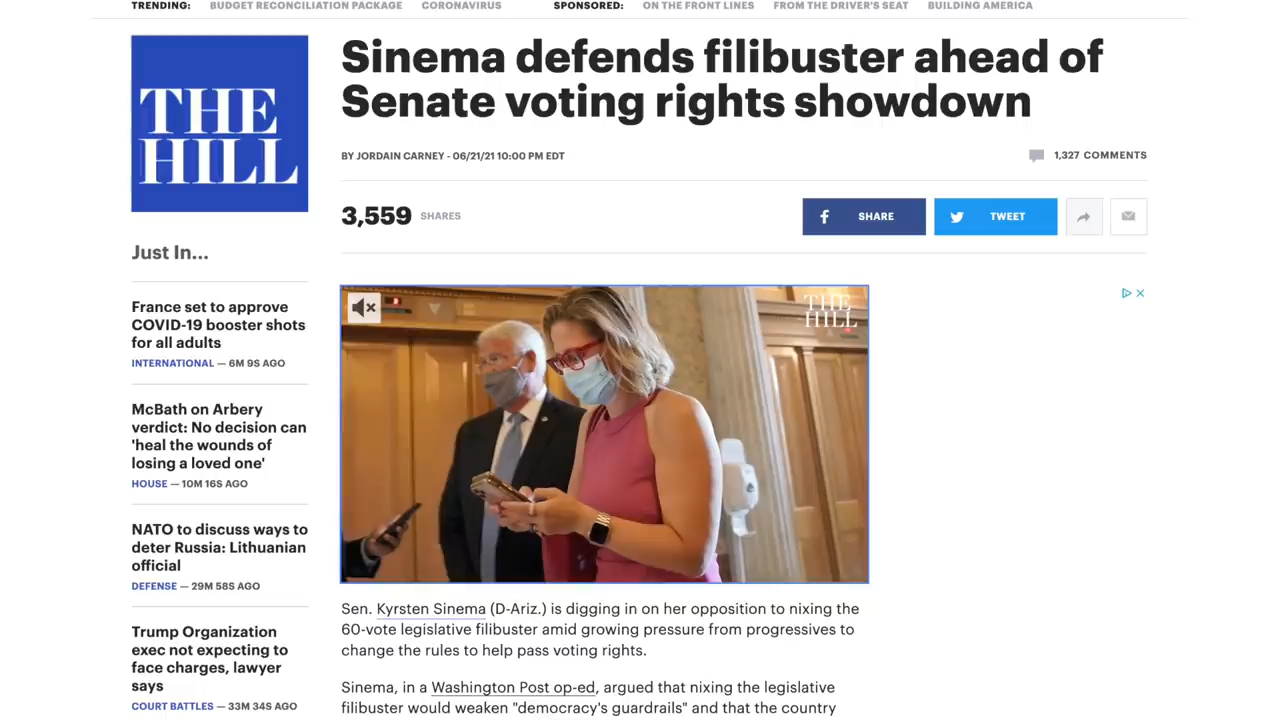 TRENDING: BUDGET RECONCILIATION PACKAGE CORONAVIRUS SPONSORED: ON THE FRONT LINES FROM THE DRIVER'S SEAT BUILDING AMERICA
THE
HILL
Sinema defends filibuster ahead of
Senate voting rights showdown
BY JORDAIN CARNEY - 06/21/21 10:00 PM EDT
1,327 COMMENTS
3,559 SHARES
SHARE
TWEET
Just In...
France set to approve
COVID-19 booster shots
for all adults
INTERNATIONAL — 6M 9S AGO
McBath on Arbery
verdict: No decision can
'heal the wounds of
losing a loved one'
HOUSE — 10M 16S AGO
NATO to discuss ways to
deter Russia: Lithuanian
official
DEFENSE — 29M 58S AGO
Trump Organization
exec not expecting to
face charges, lawyer
says
COURT BATTLES — 33M 34S AGO
THE
HILL
Sen. Kyrsten Sinema (D-Ariz.) is digging in on her opposition to nixing the
60-vote legislative filibuster amid growing pressure from progressives to
change the rules to help pass voting rights.
Sinema, in a Washington Post op-ed, argued that nixing the legislative
filibuster would weaken "democracy's guardrails" and that the country